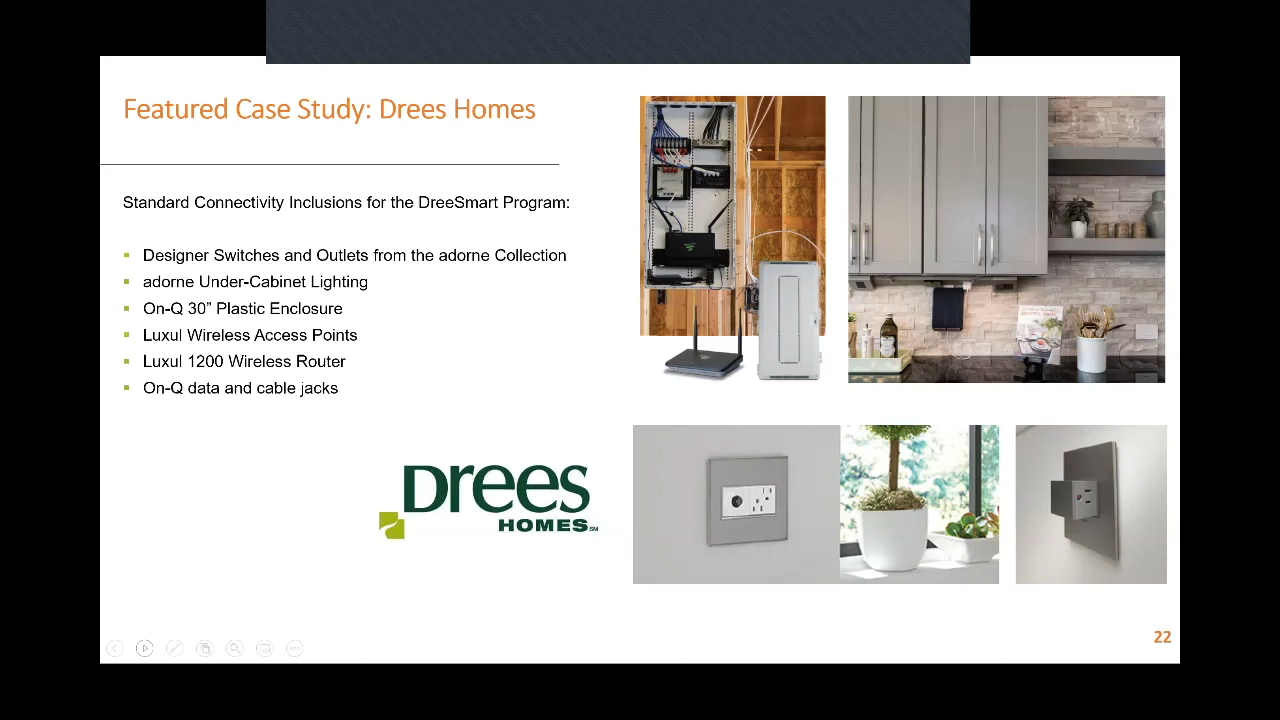 Featured Case Study: Drees Homes
Standard Connectivity Inclusions for the DreeSmart Program:
Designer Switches and Outlets from the adorne Collection
adorne Under-Cabinet Lighting
On-Q 30” Plastic Enclosure
Luxul Wireless Access Points
Luxul 1200 Wireless Router
On-Q data and cable jacks
Drees
HOMES℠
22